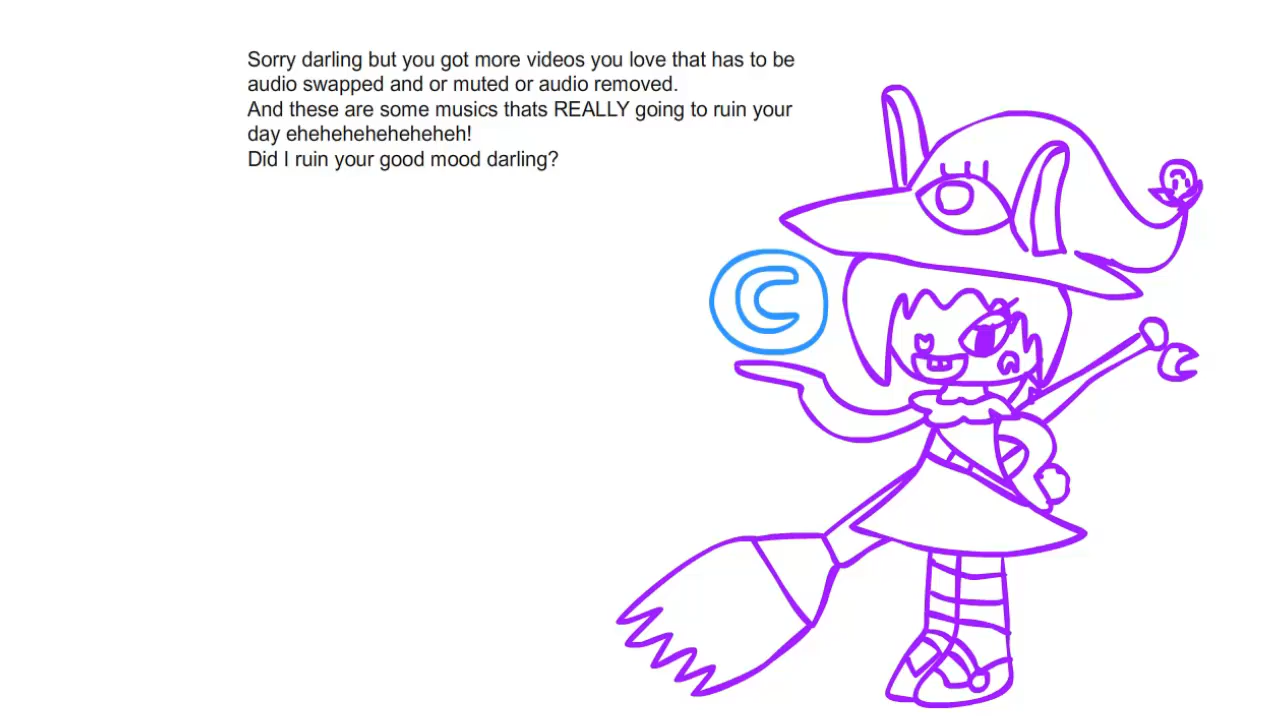 Sorry darling but you got more videos you love that has to be
audio swapped and or muted or audio removed.
And these are some musics thats REALLY going to ruin your
day eheheheheheheheh!
Did I ruin your good mood darling?
C